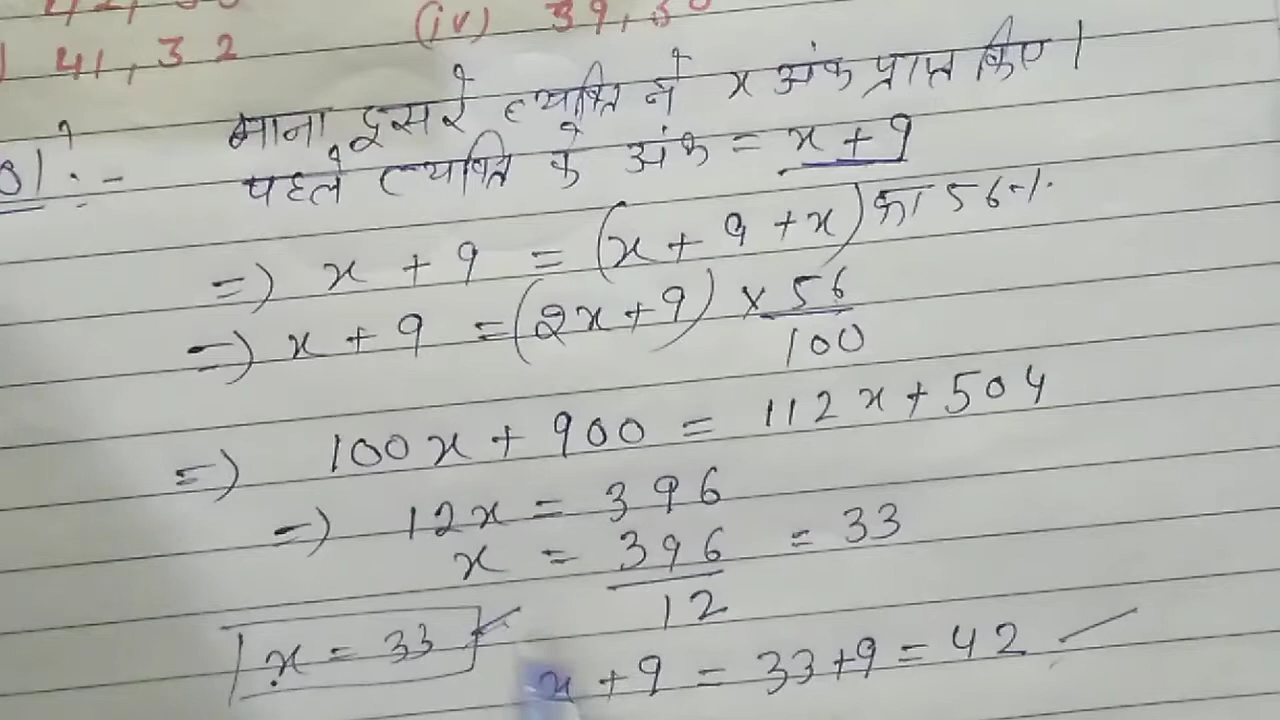 41, 32 (iv) 39, 30
माना दूसरे व्यक्ति ने x अंक प्राप्त किए।
पहले व्यक्ति के अंक = x + 9
=) x + 9 = (x + 9 + x) का 56%
=) x + 9 = (2x + 9) × 56/100
=) 100x + 900 = 112x + 504
=) 12x = 396
x = 396/12 = 33
x = 33
x + 9 = 33 + 9 = 42